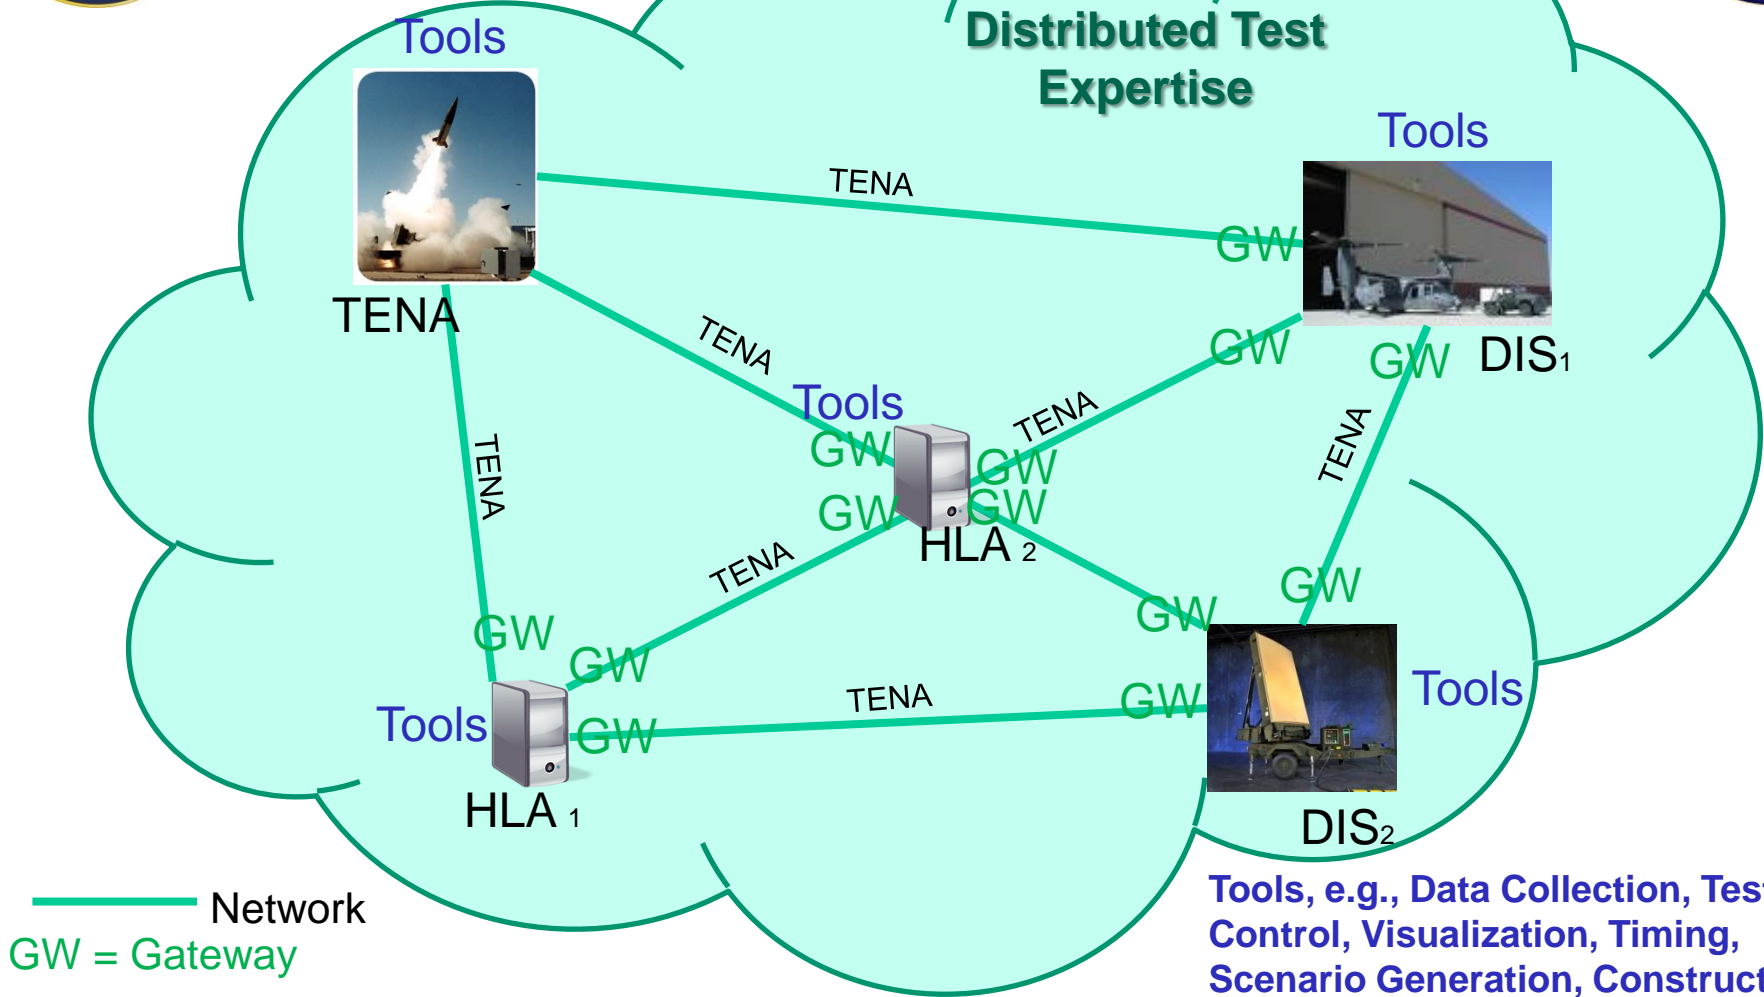 Distributed Test
Expertise
Tools
Tools
TENA
GW
TENA
TENA
GW
GW
DIS1
Tools
TENA
TENA
GW
GW
TENA
GW
GW
HLA 2
TENA
TENA
GW
GW
GW
GW
Tools
GW
TENA
GW
Tools
HLA 1
DIS2
Network
GW = Gateway
Tools, e.g., Data Collection, Test
Control, Visualization, Timing,
Scenario Generation, Construct